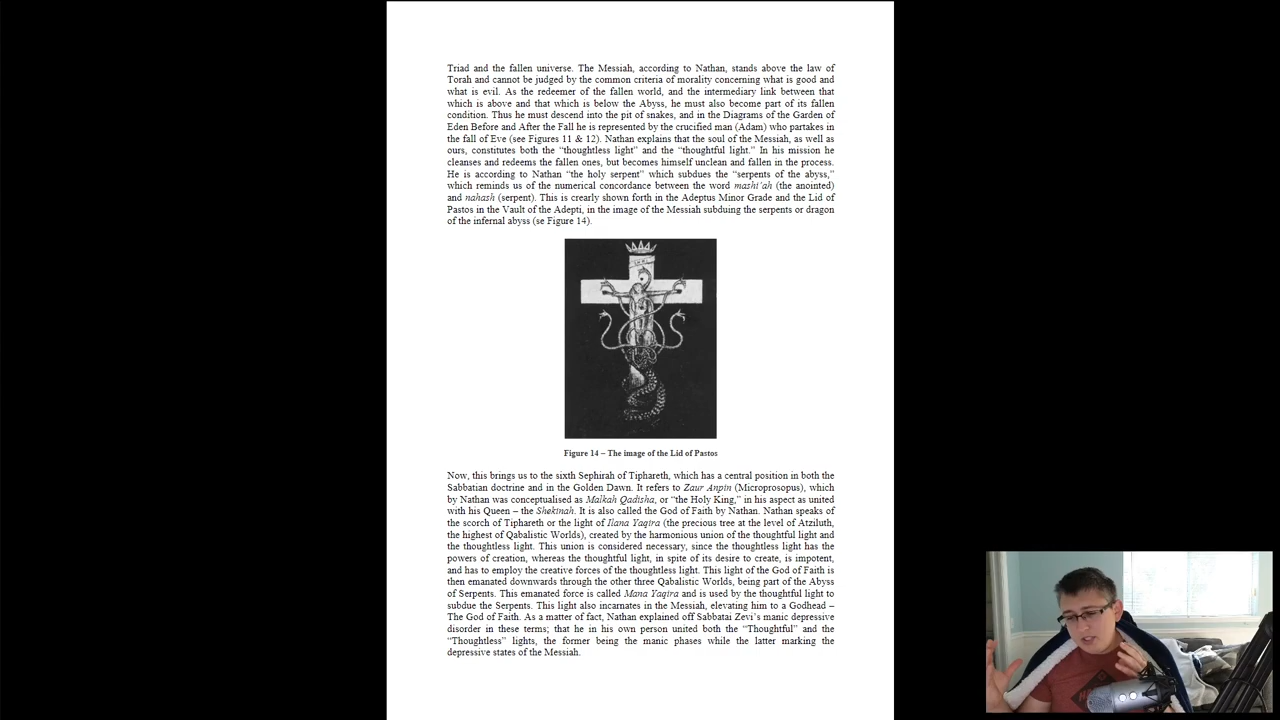 Triad and the fallen universe. The Messiah, according to Nathan, stands above the law of
Torah and cannot be judged by the common criteria of morality concerning what is good and
what is evil. As the redeemer of the fallen world, and the intermediary link between that
which is above and that which is below the Abyss, he must also become part of its fallen
condition. Thus he must descend into the pit of snakes, and in the Diagrams of the Garden of
Eden Before and After the Fall he is represented by the crucified man (Adam) who partakes in
the fall of Eve (see Figures 11 & 12). Nathan explains that the soul of the Messiah, as well as
ours, constitutes both the “thoughtless light” and the “thoughtful light.” In his mission he
cleanses and redeems the fallen ones, but becomes himself unclean and fallen in the process.
He is according to Nathan “the holy serpent” which subdues the “serpents of the abyss,”
which reminds us of the numerical concordance between the word mashi’ah (the anointed)
and nahash (serpent). This is crearly shown forth in the Adeptus Minor Grade and the Lid of
Pastos in the Vault of the Adepti, in the image of the Messiah subduing the serpents or dragon
of the infernal abyss (se Figure 14).
Figure 14 – The image of the Lid of Pastos
Now, this brings us to the sixth Sephirah of Tiphareth, which has a central position in both the
Sabbatian doctrine and in the Golden Dawn. It refers to Zaur Anpin (Microprosopus), which
by Nathan was conceptualised as Malkah Qadisha, or “the Holy King,” in his aspect as united
with his Queen – the Shekinah. It is also called the God of Faith by Nathan. Nathan speaks of
the scorch of Tiphareth or the light of Ilana Yaqira (the precious tree at the level of Atziluth,
the highest of Qabalistic Worlds), created by the harmonious union of the thoughtful light and
the thoughtless light. This union is considered necessary, since the thoughtless light has the
powers of creation, whereas the thoughtful light, in spite of its desire to create, is impotent,
and has to employ the creative forces of the thoughtless light. This light of the God of Faith is
then emanated downwards through the other three Qabalistic Worlds, being part of the Abyss
of Serpents. This emanated force is called Mana Yaqira and is used by the thoughtful light to
subdue the Serpents. This light also incarnates in the Messiah, elevating him to a Godhead –
The God of Faith. As a matter of fact, Nathan explained off Sabbatai Zevi’s manic depressive
disorder in these terms; that he in his own person united both the “Thoughtful” and the
“Thoughtless” lights, the former being the manic phases while the latter marking the
depressive states of the Messiah.